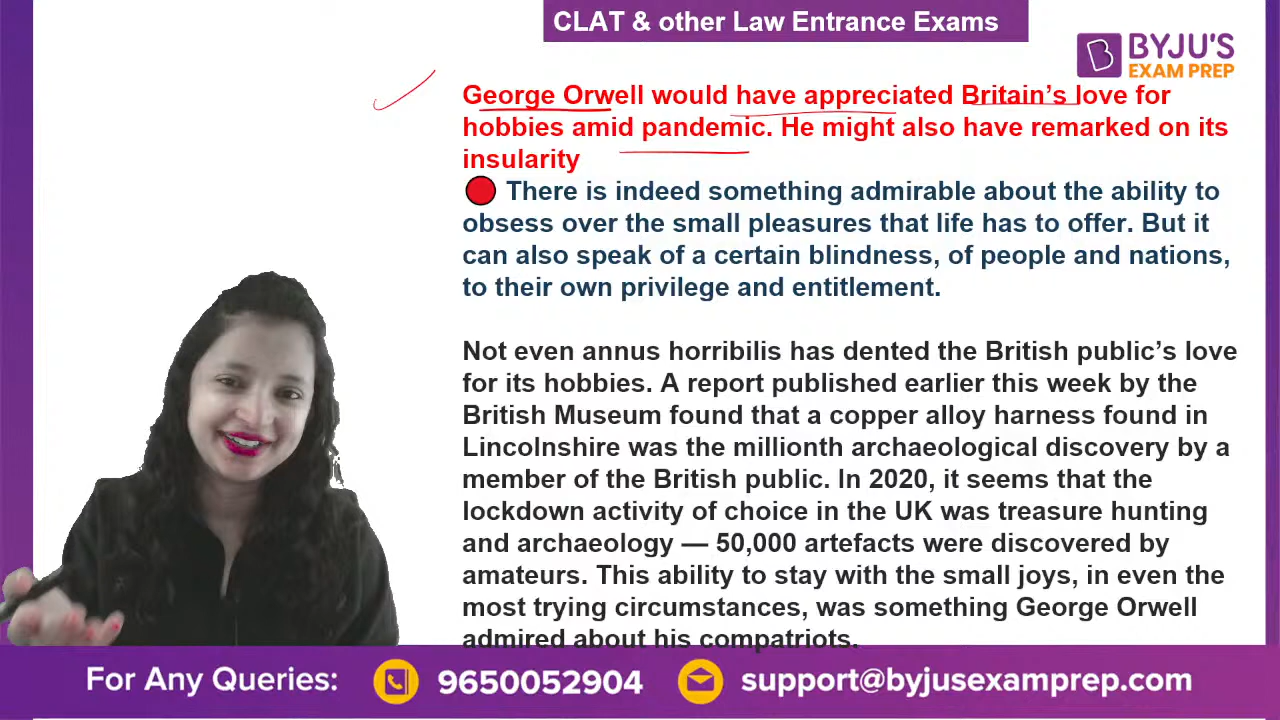 CLAT & other Law Entrance Exams
BYJU'S
EXAM PREP
George Orwell would have appreciated Britain's love for
hobbies amid pandemic. He might also have remarked on its
insularity
There is indeed something admirable about the ability to
obsess over the small pleasures that life has to offer. But it
can also speak of a certain blindness, of people and nations,
to their own privilege and entitlement.
Not even annus horribilis has dented the British public's love
for its hobbies. A report published earlier this week by the
British Museum found that a copper alloy harness found in
Lincolnshire was the millionth archaeological discovery by a
member of the British public. In 2020, it seems that the
lockdown activity of choice in the UK was treasure hunting
and archaeology — 50,000 artefacts were discovered by
amateurs. This ability to stay with the small joys, in even the
most trying circumstances, was something George Orwell
admired about his compatriots.
For Any Queries: 9650052904 support@byjusexamprep.com